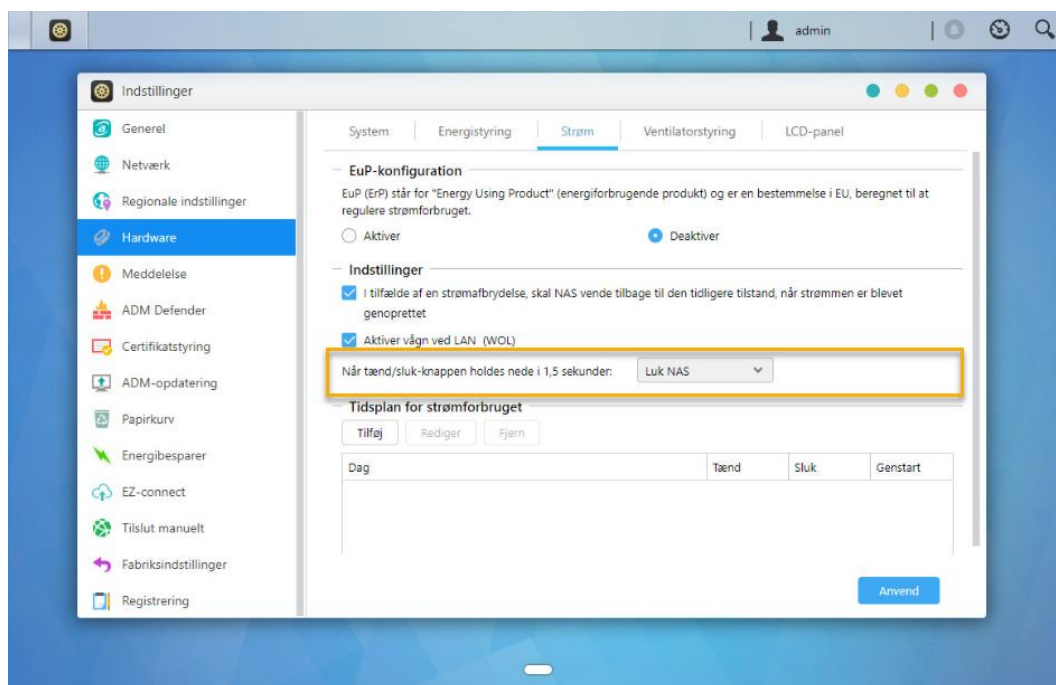 admin
Indstillinger
Generel
Netværk
Regionale indstillinger
Hardware
Meddelelse
ADM Defender
Certifikatstyring
ADM-opdatering
Papirkurv
Energibesparer
EZ-connect
Tilslut manuelt
Fabriksindstillinger
Registrering
System Energistyring Strøm Ventilatorstyring LCD-panel
EuP-konfiguration
EuP (ErP) står for "Energy Using Product" (energiforbrugende produkt) og er en bestemmelse i EU, beregnet til at
regulere strømforbruget.
Aktiver Deaktiver
Indstillinger
I tilfælde af en strømafbrydelse, skal NAS vende tilbage til den tidligere tilstand, når strømmen er blevet
genoprettet
Aktiver vågn ved LAN (WOL)
Når tænd/sluk-knappen holdes nede i 1,5 sekunder: Luk NAS
Tidsplan for strømforbruget
Tilføj Rediger Fjern
Dag Tænd Sluk Genstart
Anvend